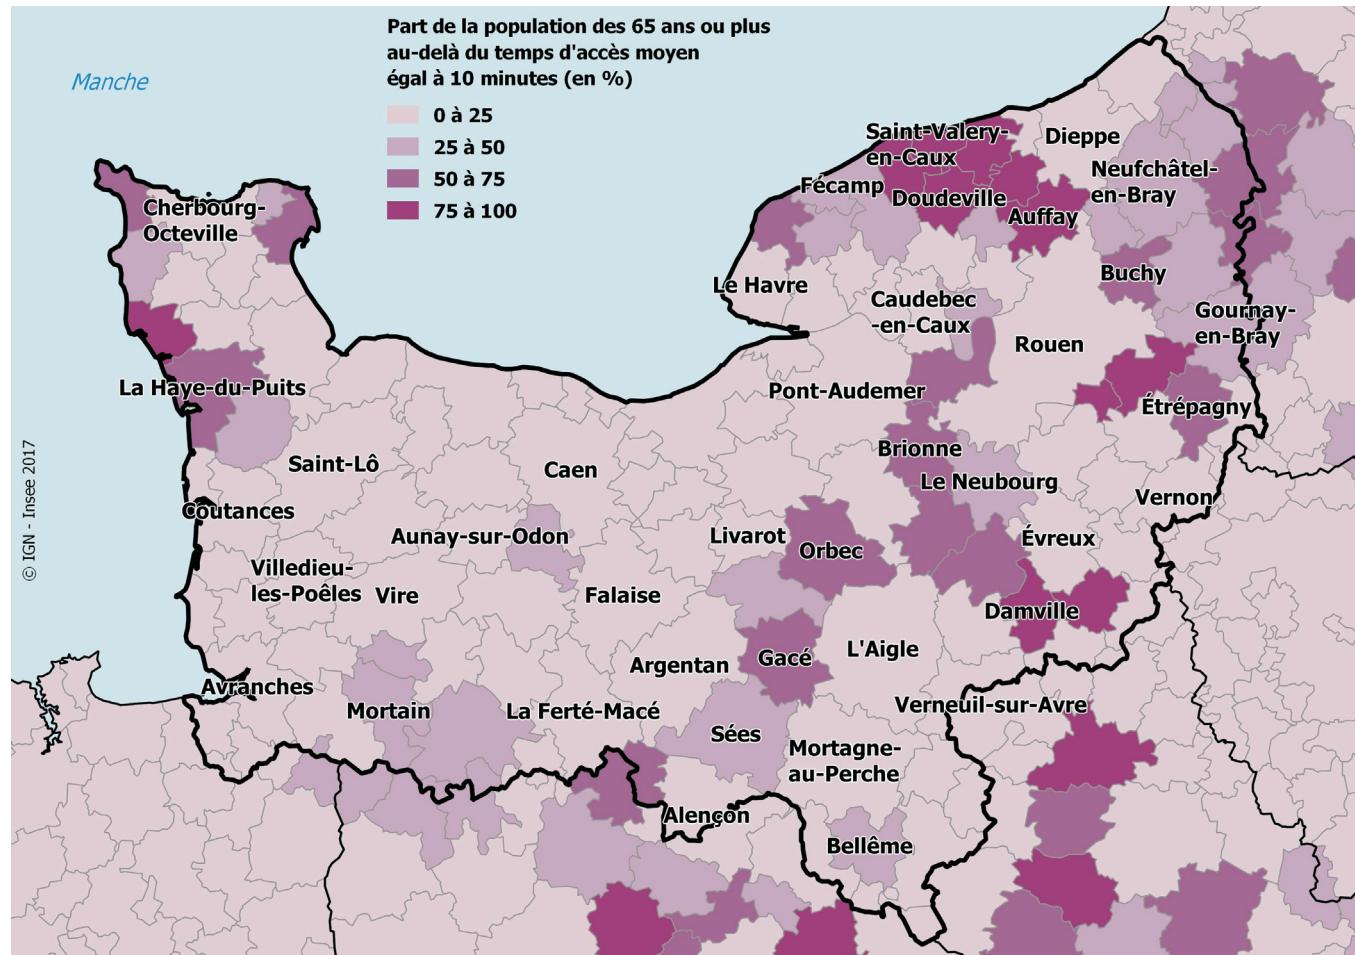 Part de la population des 65 ans ou plus
au-delà du temps d'accès moyen
égal à 10 minutes (en %)
0 à 25
25 à 50
50 à 75
75 à 100
Manche
Cherbourg-
Octeville
Saint-Valery-
en-Caux
Dieppe
Neufchâtel-
en-Bray
Fécamp
Doudeville
Auffay
Buchy
Le Havre
Caudebec
-en-Caux
Gournay-
en-Bray
Rouen
La Haye-du-Puits
Pont-Audemer
Étrépagny
Brionne
Saint-Lô
Caen
Le Neubourg
Vernon
Coutances
Aunay-sur-Odon
Livarot
Orbec
Évreux
Villedieu-
les-Poêles
Vire
Falaise
Damville
Argentan
Gacé
L'Aigle
Avranches
Mortain
La Ferté-Macé
Verneuil-sur-Avre
Sées
Mortagne-
au-Perche
Alençon
Bellême
© IGN - Insee 2017